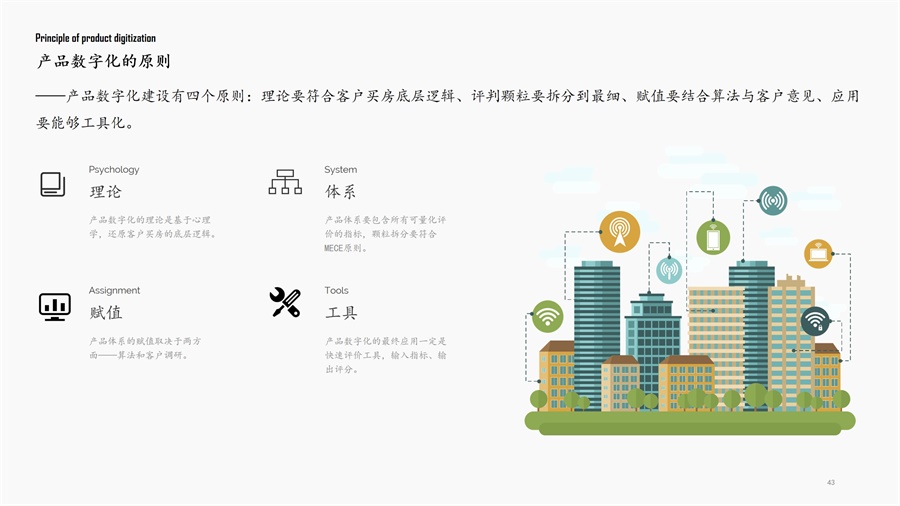 Principle of product digitization
产品数字化的原则
——产品数字化建设有四个原则：理论要符合客户买房底层逻辑、评判颗粒要拆分到最细、赋值要结合算法与客户意见、应用
要能够工具化。
Psychology
理论
产品数字化的理论是基于心理
学，还原客户买房的底层逻辑。
System
体系
产品体系要包含所有可量化评
价的指标，颗粒拆分要符合
MECE原则。
Assignment
赋值
产品体系的赋值取决于两方
面——算法和客户调研。
Tools
工具
产品数字化的最终应用一定是
快速评价工具，输入指标、输
出评分。
43